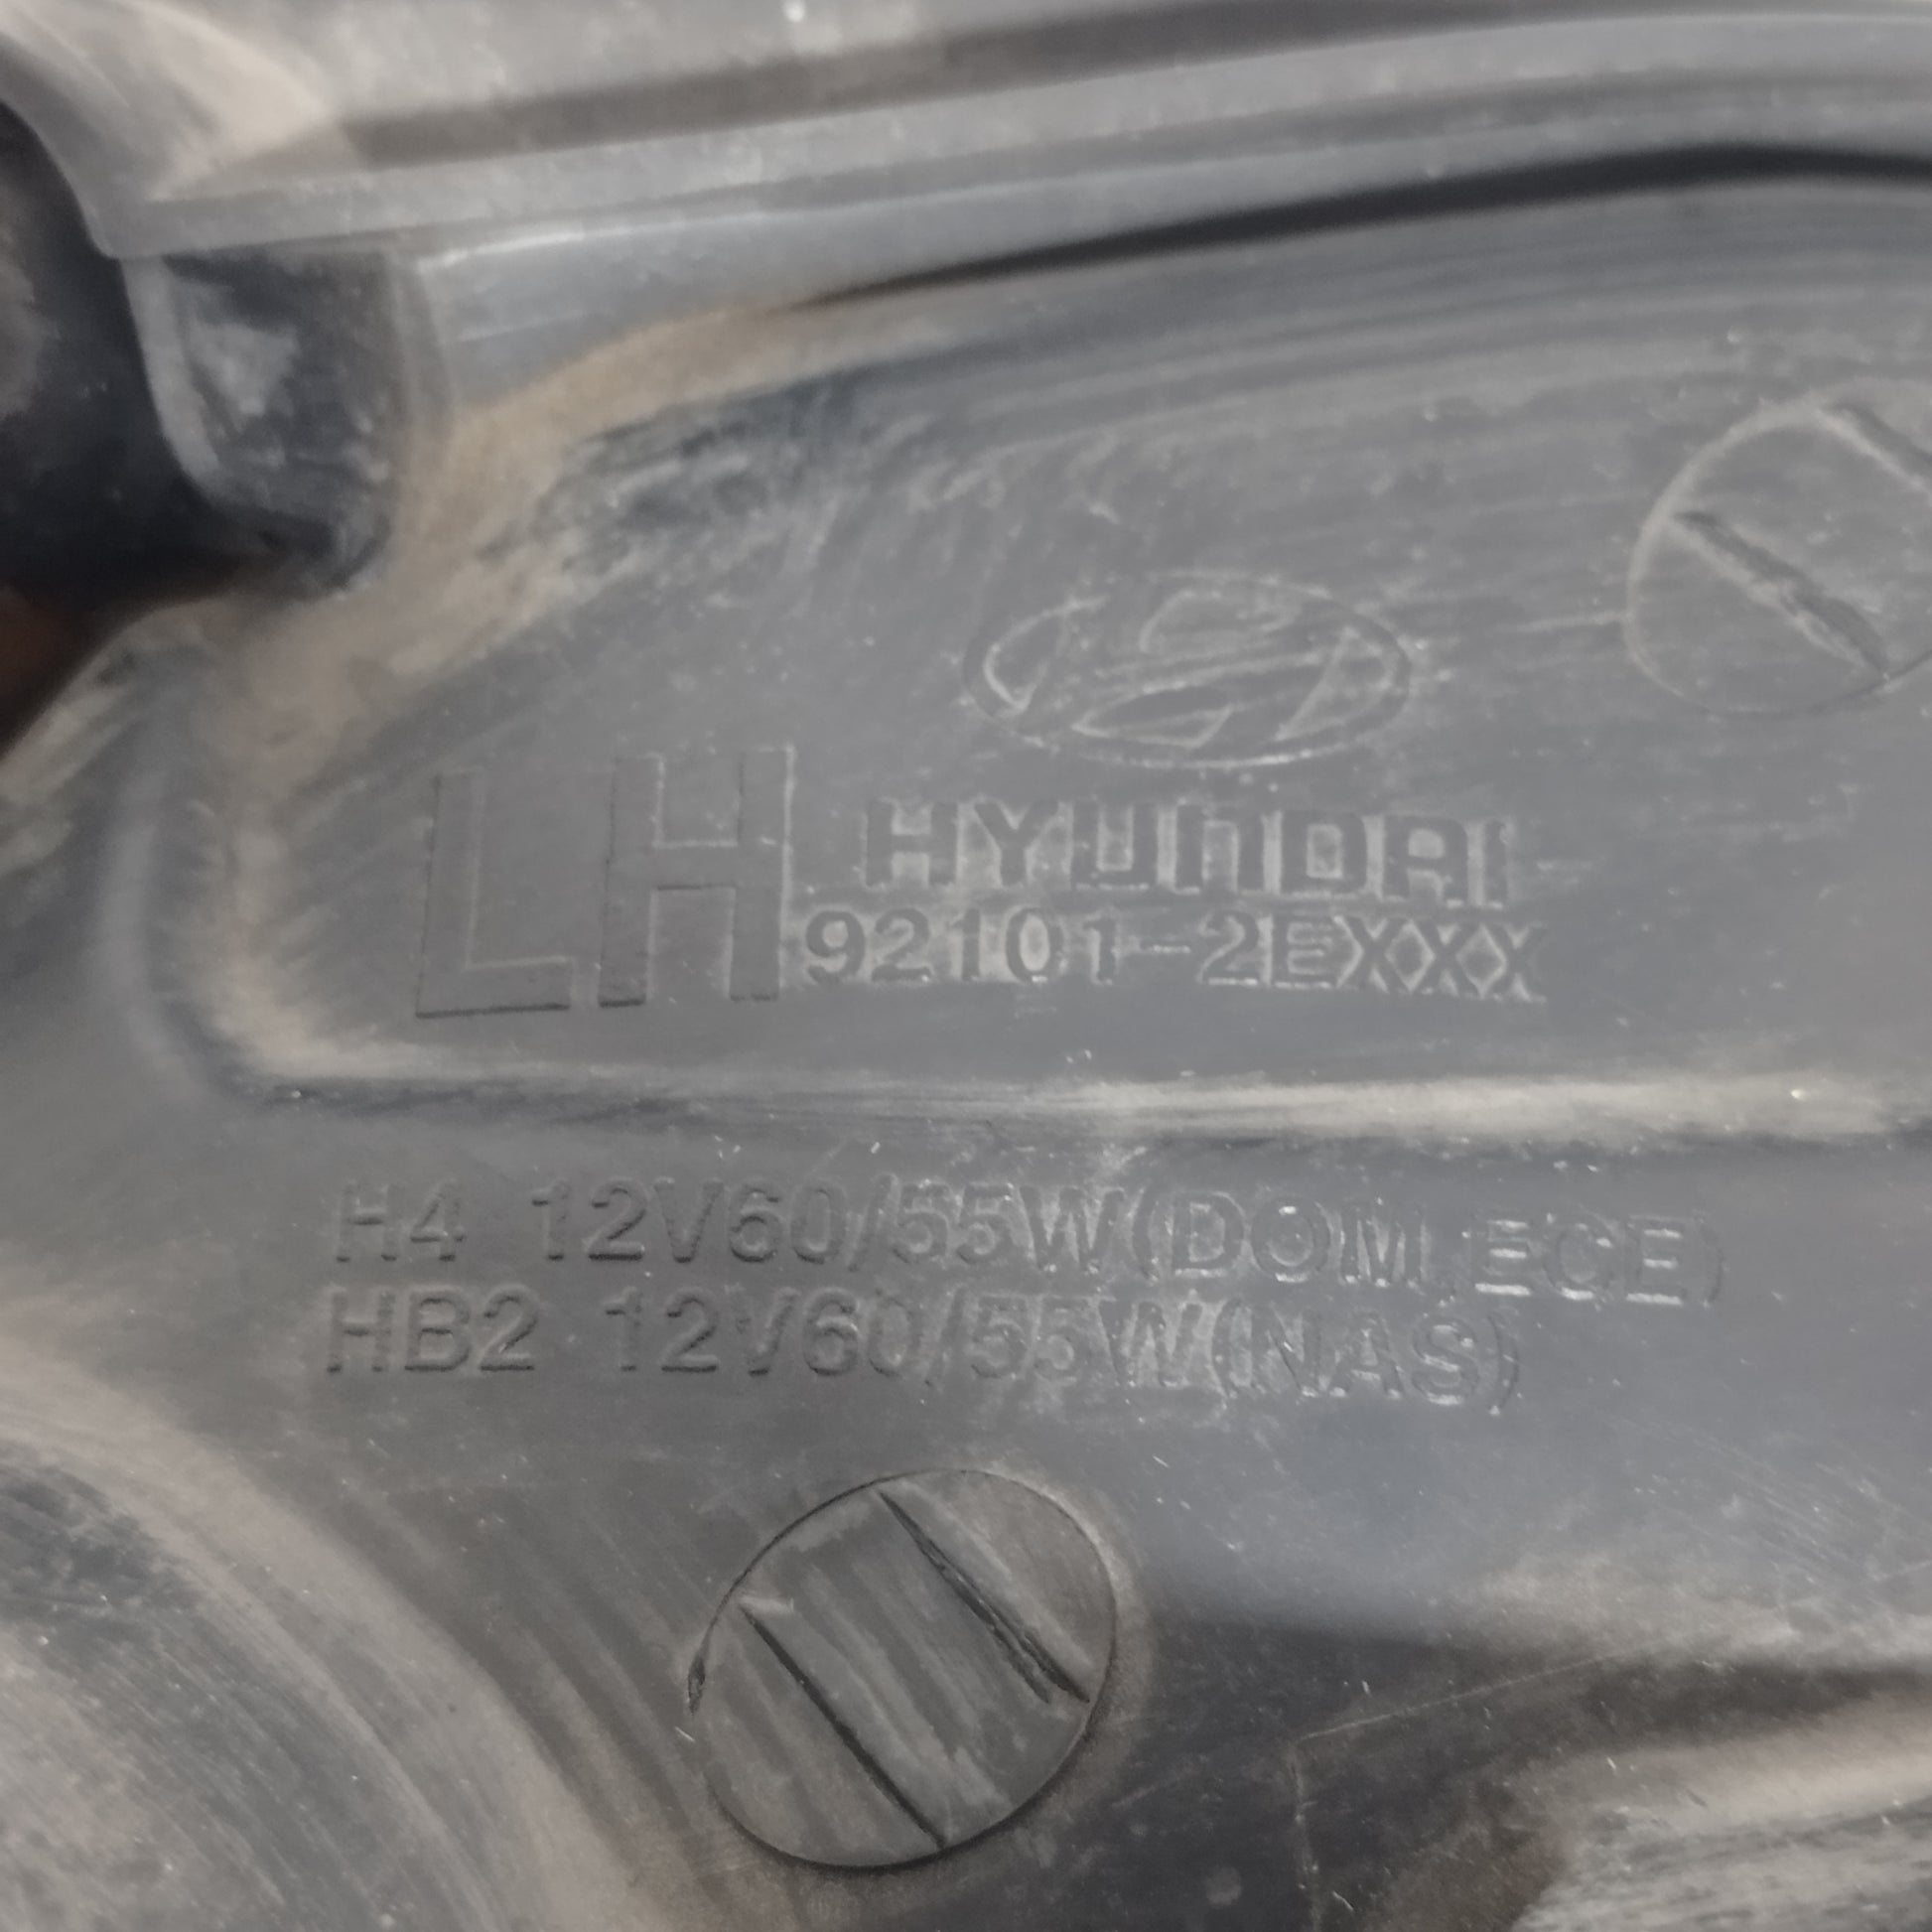 LH
HYUNDAI
92101-2EXXX
H4 12V60/55W(DOM,ECE)
HB2 12V60/55W(NAS)